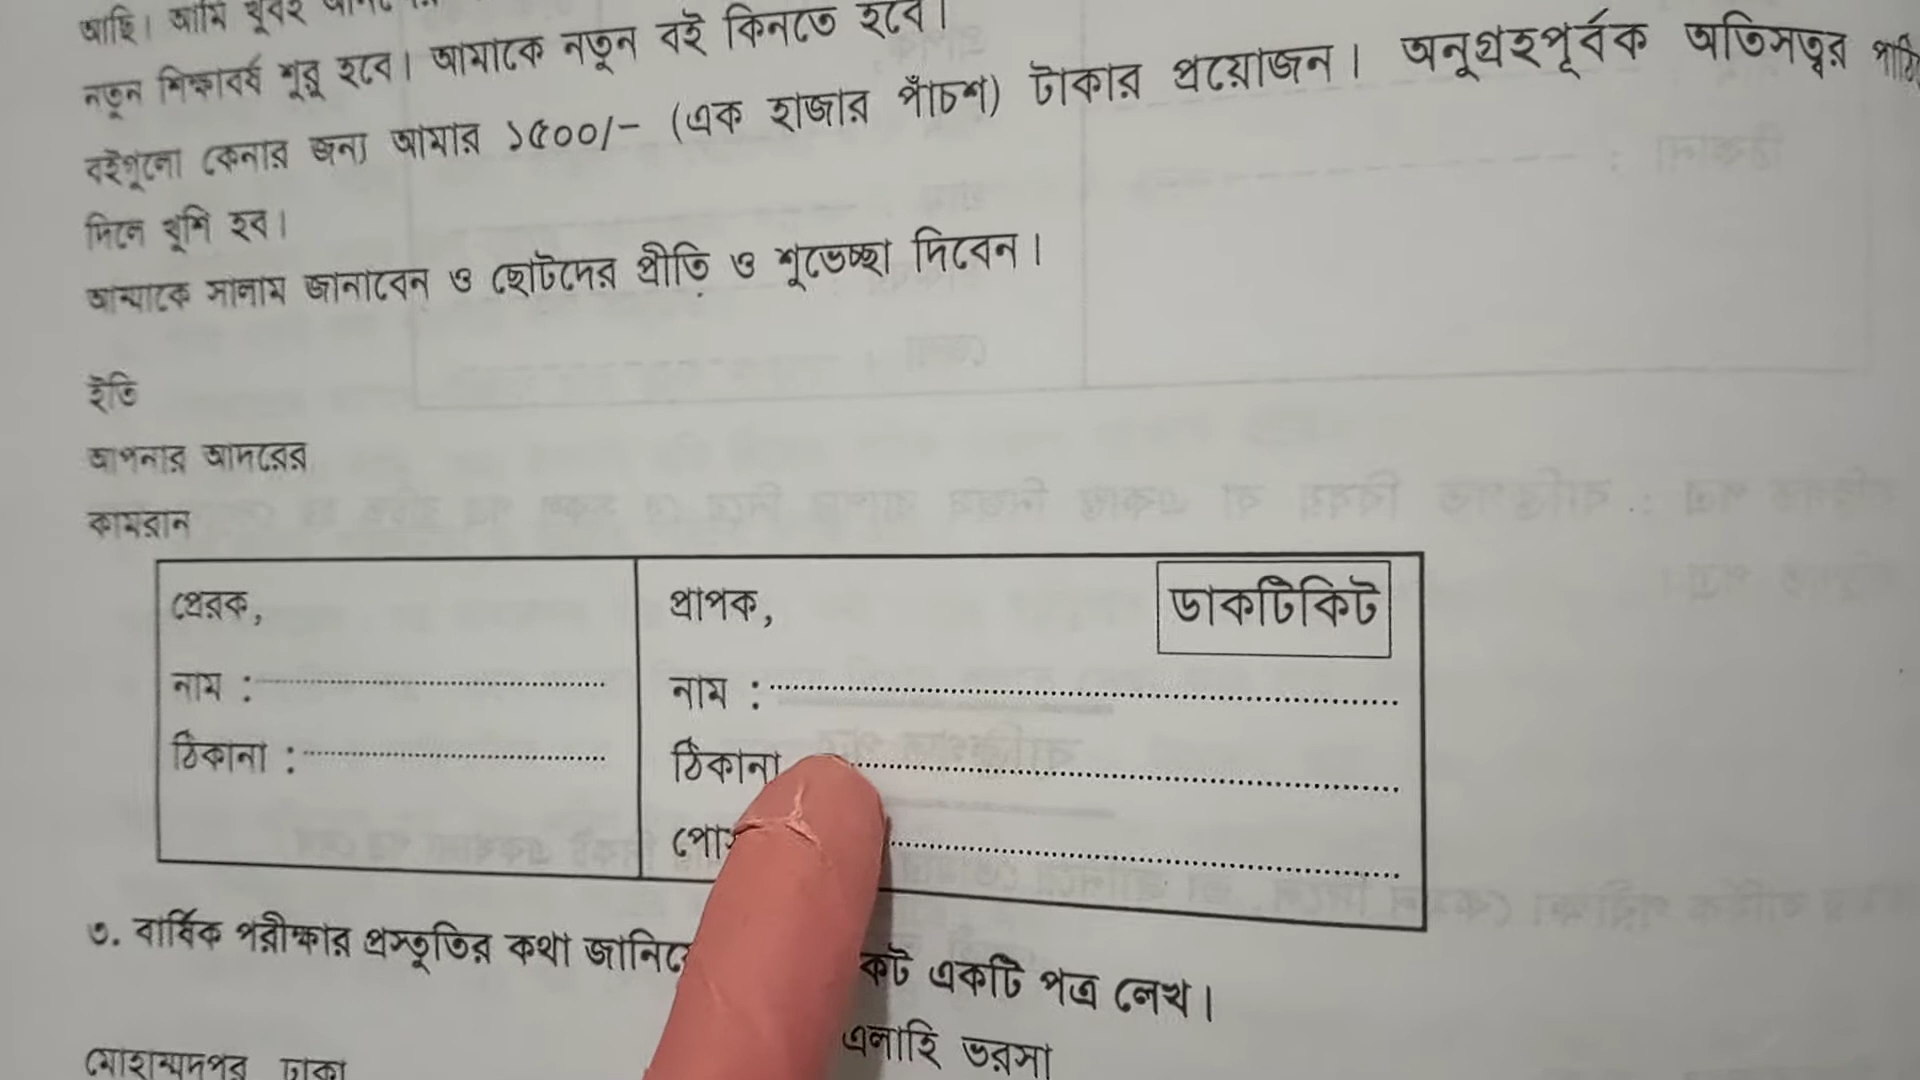 আছি। আমি খুবই
নতুন শিক্ষাবর্ষ শুরু হবে। আমাকে নতুন বই কিনতে হবে।
বইগুলো কেনার জন্য আমার ১৫০০/- (এক হাজার পাঁচশ) টাকার প্রয়োজন। অনুগ্রহপূর্বক অতিসত্বর
দিলে খুশি হব।
আম্মাকে সালাম জানাবেন ও ছোটদের প্রীতি ও শুভেচ্ছা দিবেন।
ইতি
আপনার আদরের
কামরান
প্রেরক,
নাম :
ঠিকানা :
প্রাপক,
ডাকটিকিট
নাম :
ঠিকানা
৩. বার্ষিক পরীক্ষার প্রস্তুতির কথা একটি পত্র লেখ।
এলাহি ভরসা
মোহাম্মদপুর ঢাকা